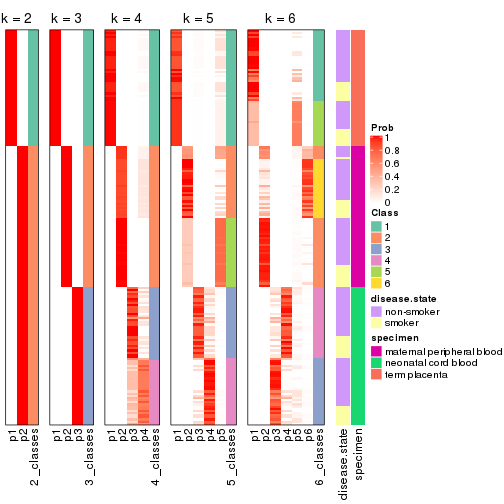 k = 2 k = 3 k = 4 k = 5 k = 6
Prob
1
0.8
0.6
0.4
0.2
0
Class
1
2
3
4
5
6
disease.state
non-smoker
smoker
specimen
maternal peripheral blood
neonatal cord blood
term placenta
p1 p2 2_classes p1 p2 p3 3_classes p1 p2 p3 p4 4_classes p1 p2 p3 p4 p5 5_classes p1 p2 p3 p4 p5 p6 6_classes disease.state specimen